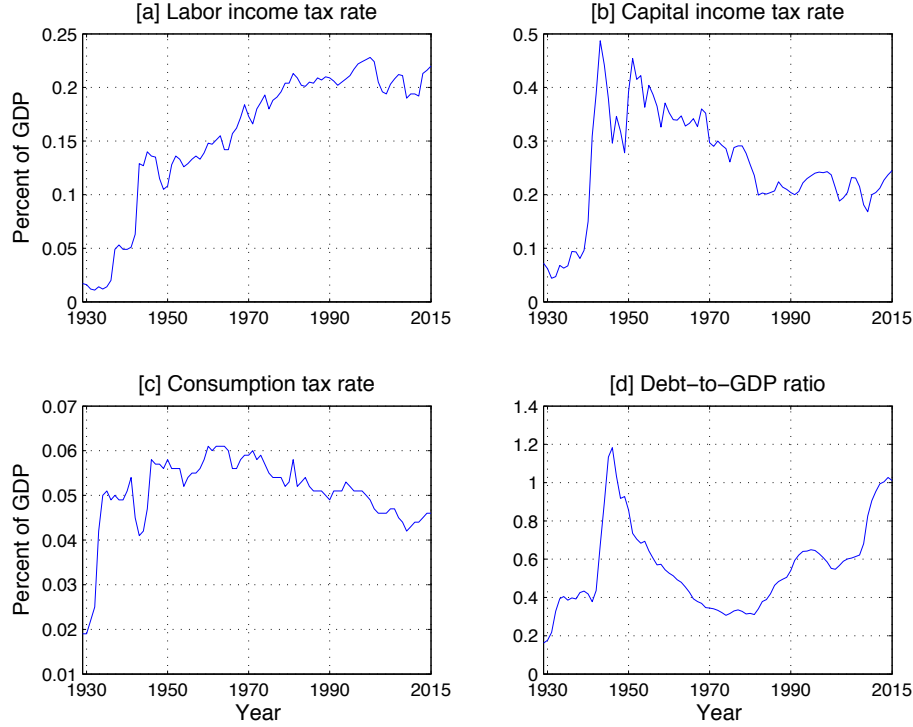 [a] Labor income tax rate
Percent of GDP
0.25
0.2
0.15
0.1
0.05
0
1930 1950 1970 1990 2015
[b] Capital income tax rate
0.5
0.4
0.3
0.2
0.1
0
1930 1950 1970 1990 2015
[c] Consumption tax rate
Percent of GDP
0.07
0.06
0.05
0.04
0.03
0.02
0.01
1930 1950 1970 1990 2015
Year
[d] Debt−to−GDP ratio
1.4
1.2
1
0.8
0.6
0.4
0.2
0
1930 1950 1970 1990 2015
Year